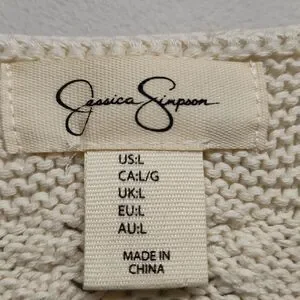 Jessica Simpson
US:L
CA:L/G
UK:L
EU:L
AU:L
MADE IN
CHINA